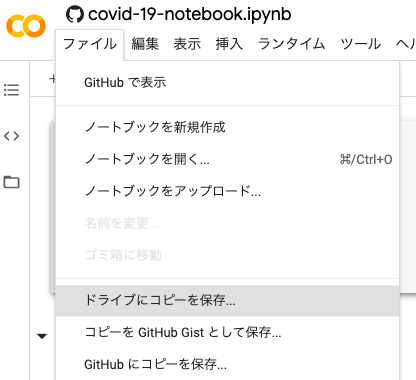 covid-19-notebook.ipynb
ファイル 編集 表示 挿入 ランタイム ツール ヘル
GitHub で表示
ノートブックを新規作成
ノートブックを開く... ⌘/Ctrl+O
ノートブックをアップロード...
名前を変更...
ゴミ箱に移動
ドライブにコピーを保存...
コピーを GitHub Gist として保存...
GitHub にコピーを保存...